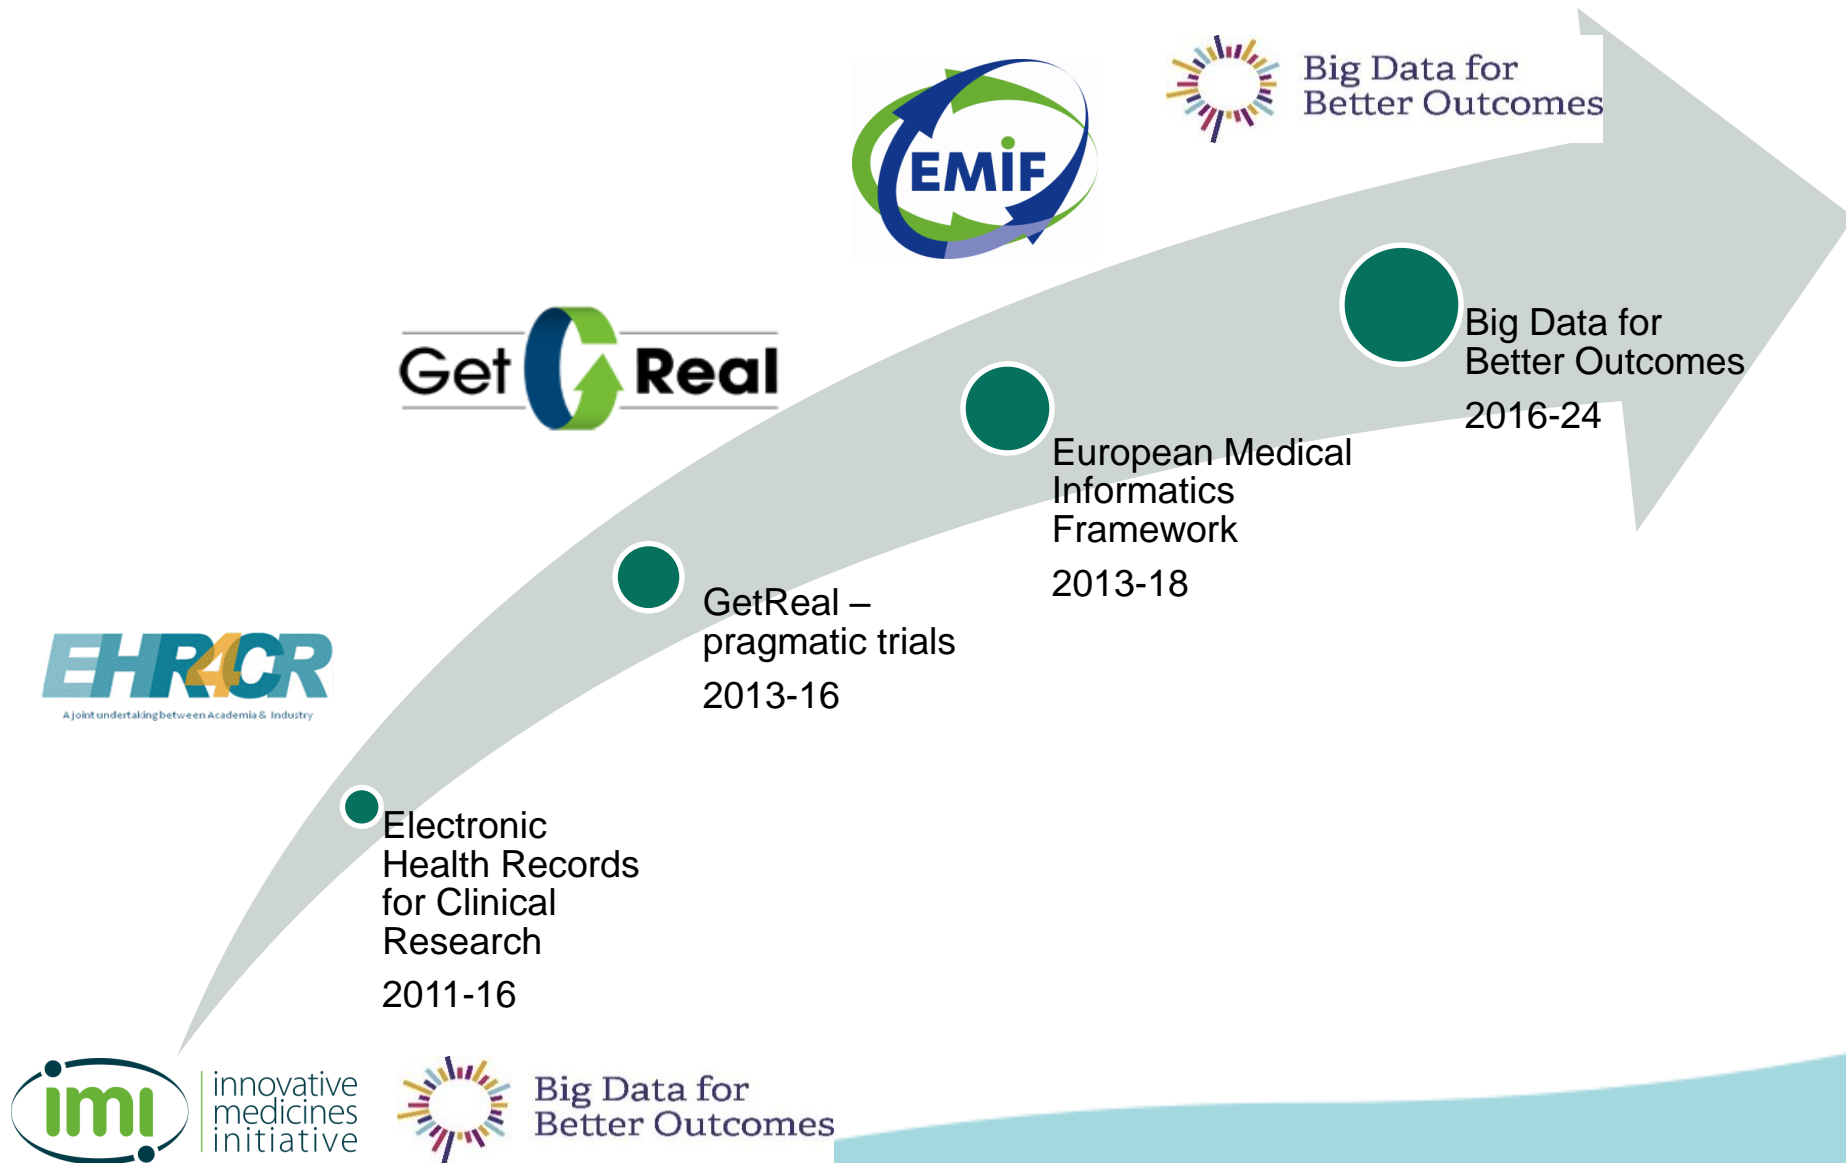 Big Data for
Better Outcomes
EMiF
Get Real
Big Data for
Better Outcomes
2016-24
European Medical
Informatics
Framework
2013-18
GetReal –
pragmatic trials
2013-16
EHR4CR
A joint undertaking between Academia & Industry
Electronic
Health Records
for Clinical
Research
2011-16
imi
innovative
medicines
initiative
Big Data for
Better Outcomes